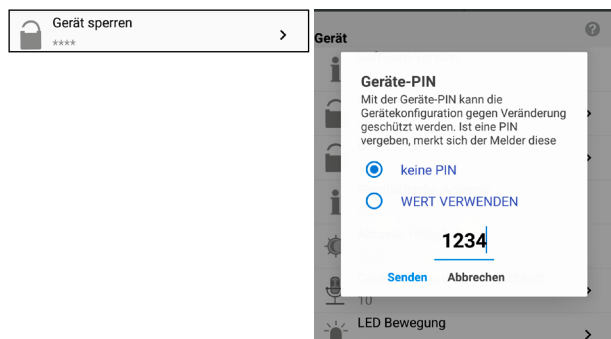 Gerät sperren
****
Gerät
Geräte-PIN
Mit der Geräte-PIN kann die
Gerätekonfiguration gegen Veränderung
geschützt werden. Ist eine PIN
vergeben, merkt sich der Melder diese
keine PIN
WERT VERWENDEN
1234
Senden Abbrechen
10
LED Bewegung